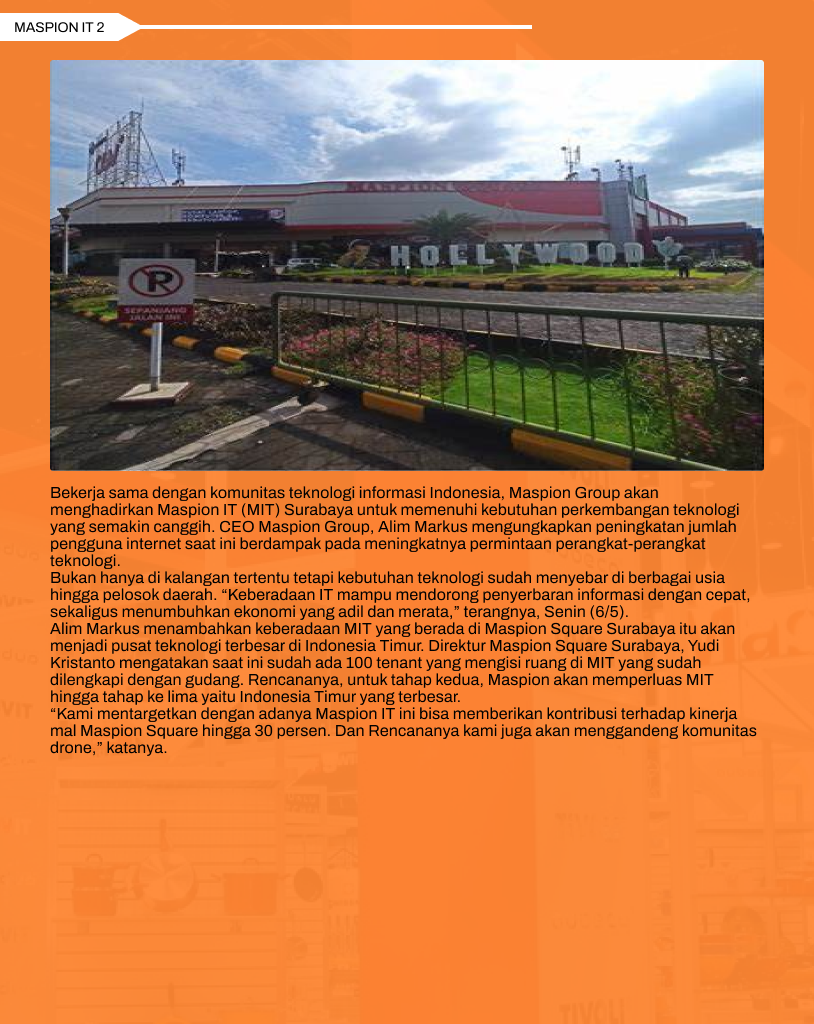 MASPION IT 2
MASPION
HOLLYWOOD
P
SEPANJANG
JALAN INI
Bekerja sama dengan komunitas teknologi informasi Indonesia, Maspion Group akan
menghadirkan Maspion IT (MIT) Surabaya untuk memenuhi kebutuhan perkembangan teknologi
yang semakin canggih. CEO Maspion Group, Alim Markus mengungkapkan peningkatan jumlah
pengguna internet saat ini berdampak pada meningkatnya permintaan perangkat-perangkat
teknologi.
Bukan hanya di kalangan tertentu tetapi kebutuhan teknologi sudah menyebar di berbagai usia
hingga pelosok daerah. “Keberadaan IT mampu mendorong penyerbaran informasi dengan cepat,
sekaligus menumbuhkan ekonomi yang adil dan merata,” terangnya, Senin (6/5).
Alim Markus menambahkan keberadaan MIT yang berada di Maspion Square Surabaya itu akan
menjadi pusat teknologi terbesar di Indonesia Timur. Direktur Maspion Square Surabaya, Yudi
Kristanto mengatakan saat ini sudah ada 100 tenant yang mengisi ruang di MIT yang sudah
dilengkapi dengan gudang. Rencananya, untuk tahap kedua, Maspion akan memperluas MIT
hingga tahap ke lima yaitu Indonesia Timur yang terbesar.
“Kami mentargetkan dengan adanya Maspion IT ini bisa memberikan kontribusi terhadap kinerja
mal Maspion Square hingga 30 persen. Dan Rencananya kami juga akan menggandeng komunitas
drone,” katanya.
TIVOLI